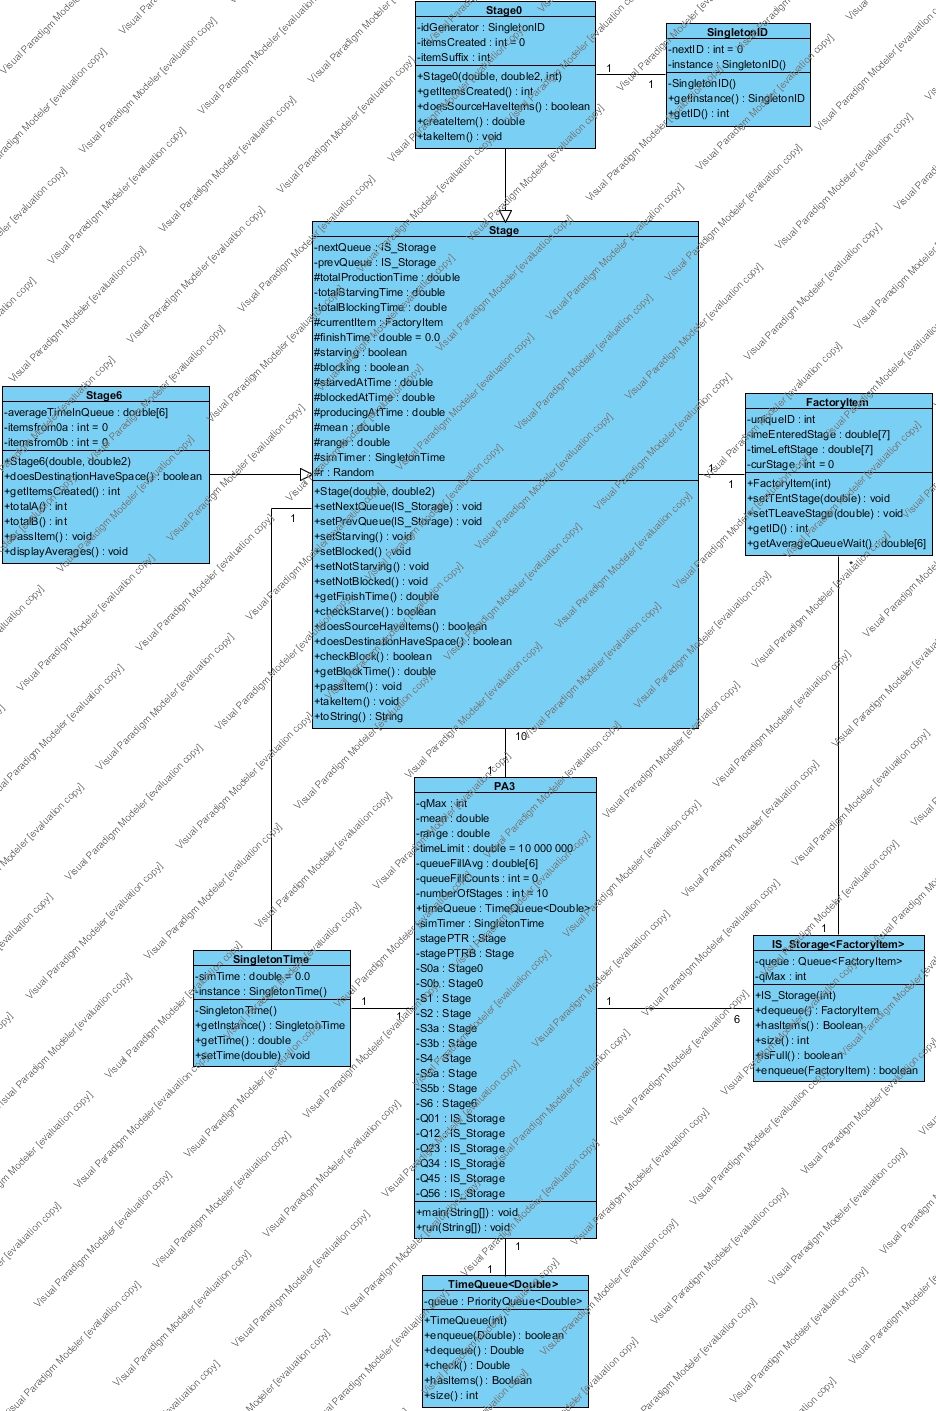 Stage0
-idGenerator : SingletonID
-itemsCreated : int = 0
-itemSuffix : int
+Stage0(double, double2, int)
+getItemsCreated() : int
+doesSourceHaveItems() : boolean
+createItem() : double
+takeItem() : void
1
1
SingletonID
-nextID : int = 0
-instance : SingletonID()
-SingletonID()
+getInstance() : SingletonID
+getID() : int
Stage
-nextQueue : IS_Storage
-prevQueue : IS_Storage
#totalProductionTime : double
-totalStarvingTime : double
-totalBlockingTime : double
#currentItem : FactoryItem
#finishTime : double = 0.0
#starving : boolean
#blocking : boolean
#starvedAtTime : double
#blockedAtTime : double
#producingAtTime : double
#mean : double
#range : double
#simTimer : SingletonTime
#r : Random
+Stage(double, double2)
+setNextQueue(IS_Storage) : void
+setPrevQueue(IS_Storage) : void
+setStarving() : void
+setBlocked() : void
+setNotStarving() : void
+setNotBlocked() : void
+getFinishTime() : double
+checkStarve() : boolean
+doesSourceHaveItems() : boolean
+doesDestinationHaveSpace() : boolean
+checkBlock() : boolean
+getBlockTime() : double
+passItem() : void
+takeItem() : void
+toString() : String
Stage6
-averageTimeInQueue : double[6]
-itemsfrom0a : int = 0
-itemsfrom0b : int = 0
+Stage6(double, double2)
+doesDestinationHaveSpace() : boolean
+getItemsCreated() : int
+totalA() : int
+totalB() : int
+passItem() : void
+displayAverages() : void
1
1
1
FactoryItem
-uniqueID : int
-imeEnteredStage : double[7]
-timeLeftStage : double[7]
-curStage : int = 0
+FactoryItem(int)
+setTEntStage(double) : void
+setTLeaveStage(double) : void
+getID() : int
+getAverageQueueWait() : double[6]
*
10
1
PA3
-qMax : int
-mean : double
-range : double
-timeLimit : double = 10 000 000
-queueFillAvg : double[6]
-queueFillCounts : int = 0
-numberOfStages : int = 10
+timeQueue : TimeQueue<Double>
-simTimer : SingletonTime
-stagePTR : Stage
-stagePTRB : Stage
-S0a : Stage0
-S0b : Stage0
-S1 : Stage
-S2 : Stage
-S3a : Stage
-S3b : Stage
-S4 : Stage
-S5a : Stage
-S5b : Stage
-S6 : Stage6
-Q01 : IS_Storage
-Q12 : IS_Storage
-Q23 : IS_Storage
-Q34 : IS_Storage
-Q45 : IS_Storage
-Q56 : IS_Storage
+main(String[]) : void
+run(String[]) : void
SingletonTime
-simTime : double = 0.0
-instance : SingletonTime()
-SingletonTime()
+getInstance() : SingletonTime
+getTime() : double
+setTime(double) : void
1
1
1
6
1
IS_Storage<FactoryItem>
-queue : Queue<FactoryItem>
-qMax : int
+IS_Storage(int)
+dequeue() : FactoryItem
+hasItems() : Boolean
+size() : int
+isFull() : boolean
+enqueue(FactoryItem) : boolean
1
1
TimeQueue<Double>
-queue : PriorityQueue<Double>
+TimeQueue(int)
+enqueue(Double) : boolean
+dequeue() : Double
+check() : Double
+hasItems() : Boolean
+size() : int
Visual Paradigm Modeler [evaluation copy]